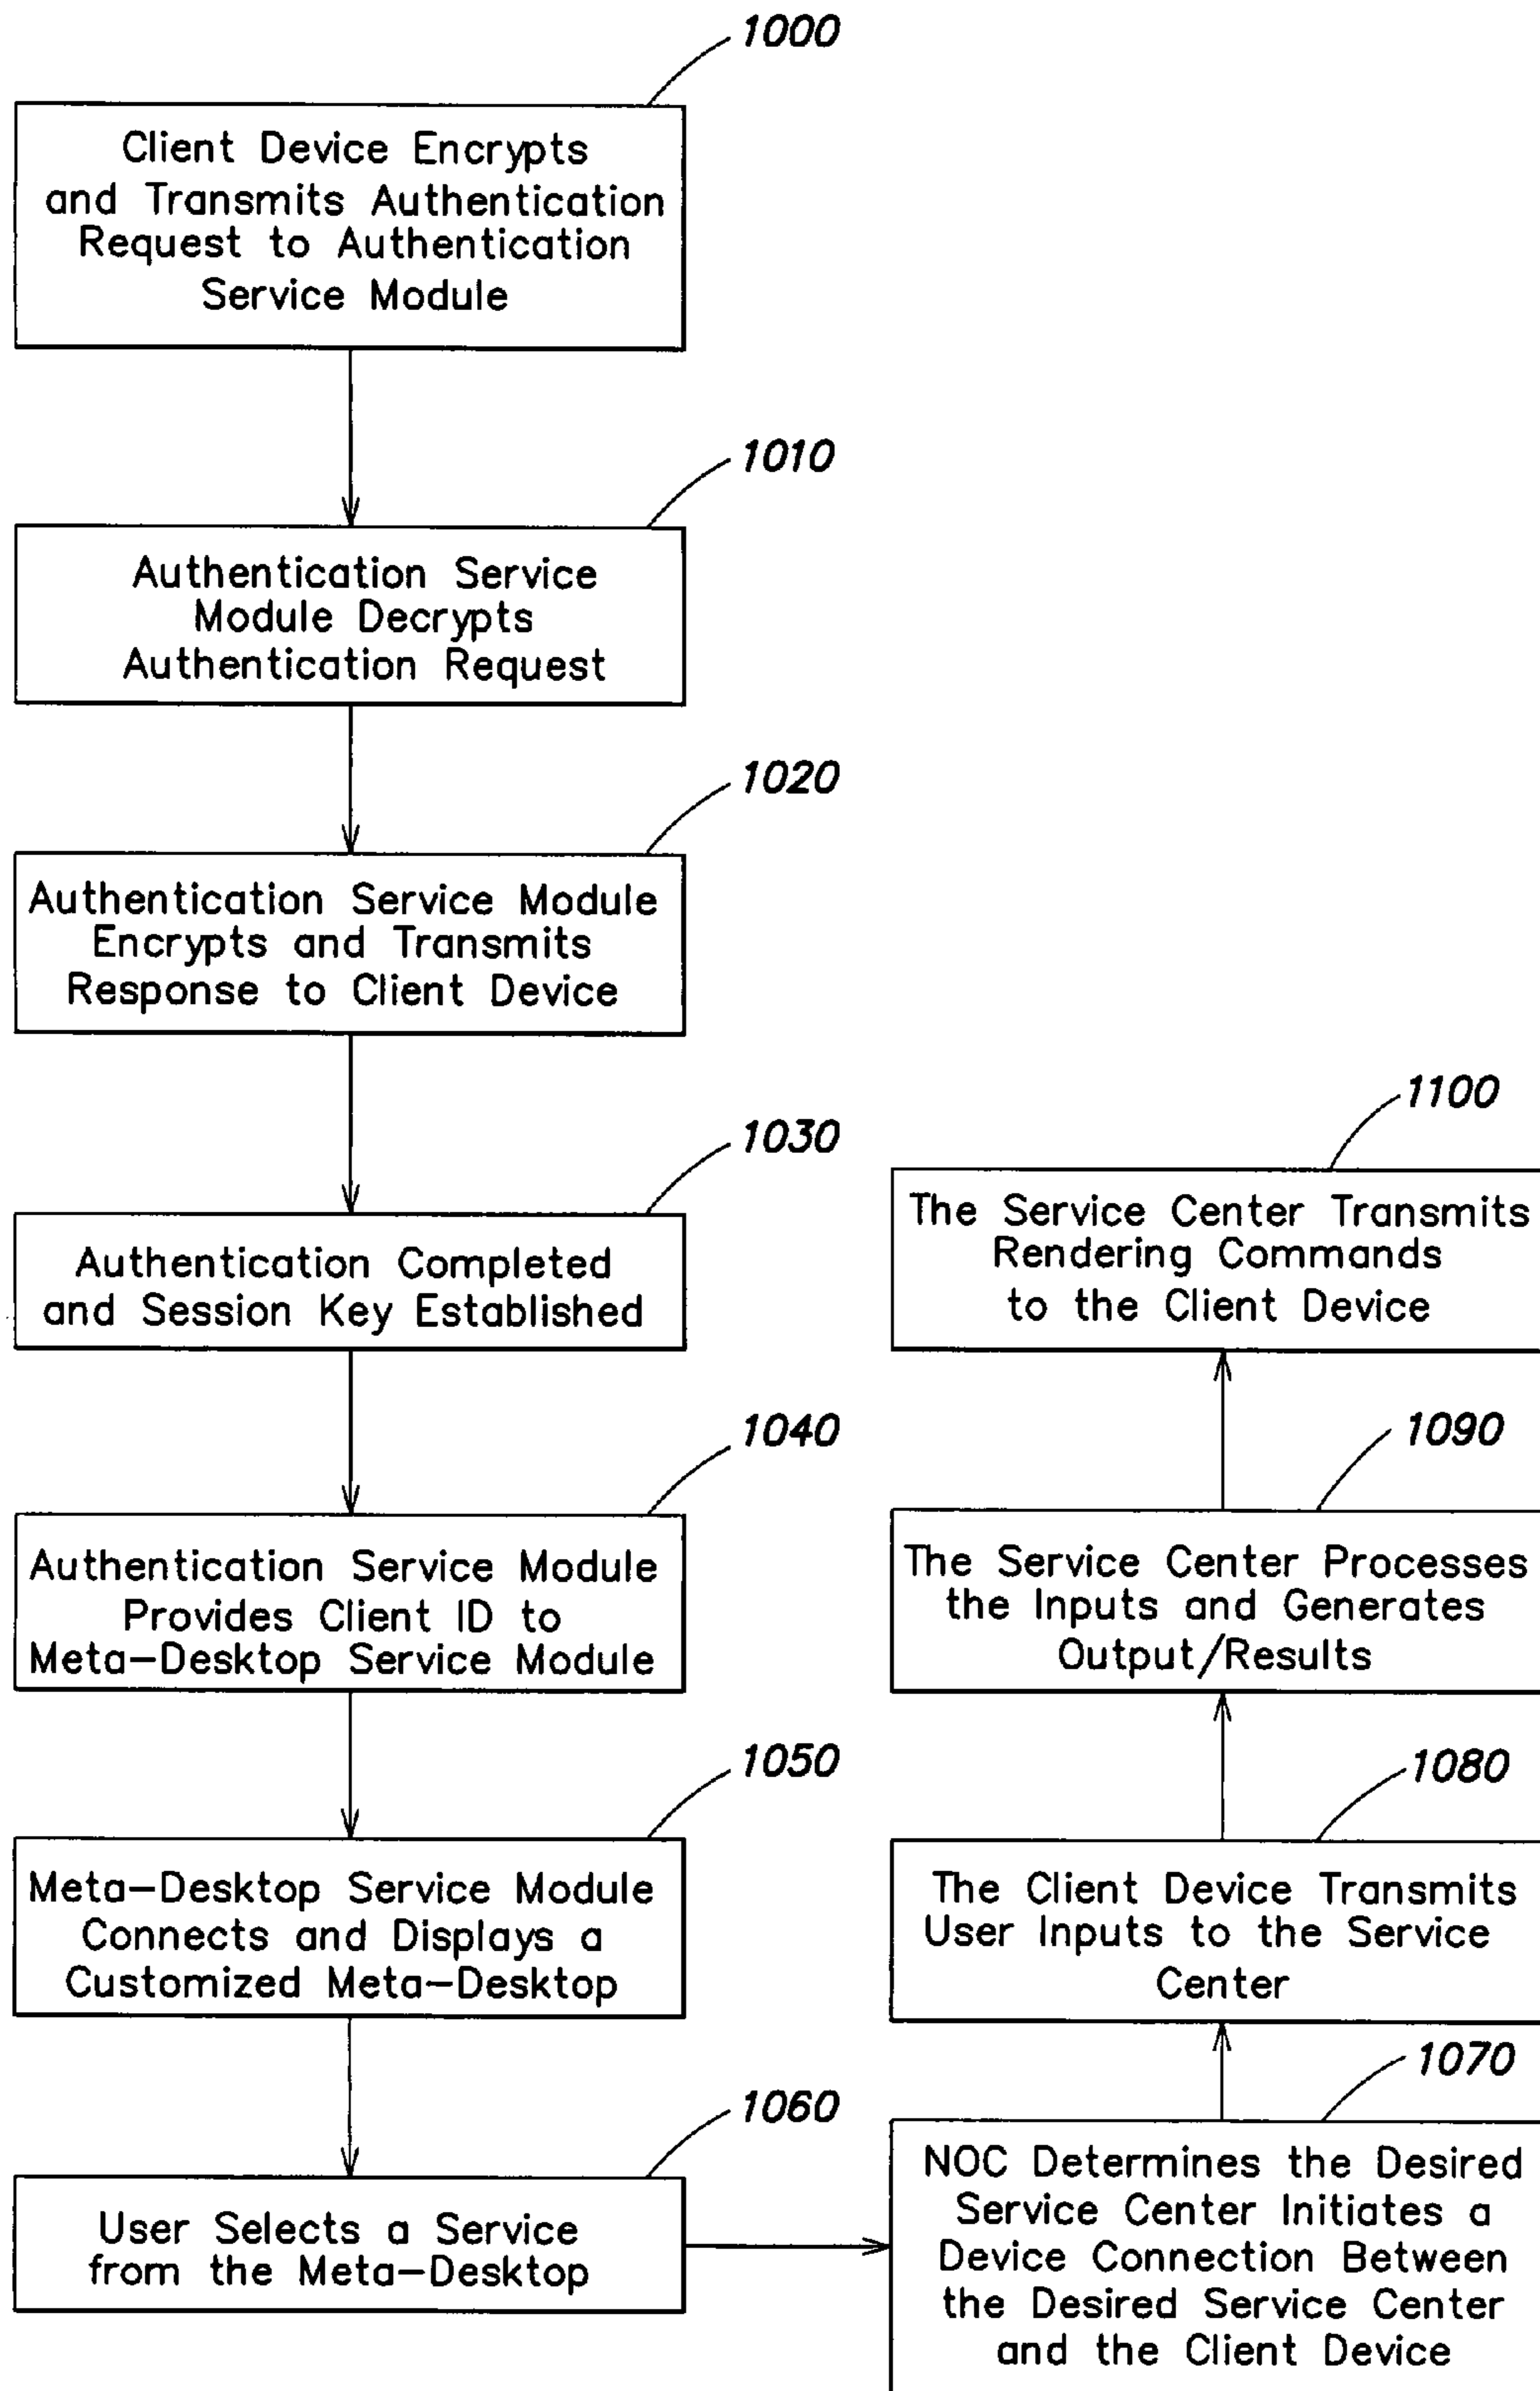 1000
Client Device Encrypts
and Transmits Authentication
Request to Authentication
Service Module
1010
Authentication Service
Module Decrypts
Authentication Request
1020
Authentication Service Module
Encrypts and Transmits
Response to Client Device
1030
Authentication Completed
and Session Key Established
1040
Authentication Service Module
Provides Client ID to
Meta-Desktop Service Module
1050
Meta-Desktop Service Module
Connects and Displays a
Customized Meta-Desktop
1060
User Selects a Service
from the Meta-Desktop
1070
NOC Determines the Desired
Service Center Initiates a
Device Connection Between
the Desired Service Center
and the Client Device
1080
The Client Device Transmits
User Inputs to the Service
Center
1090
The Service Center Processes
the Inputs and Generates
Output/Results
1100
The Service Center Transmits
Rendering Commands
to the Client Device